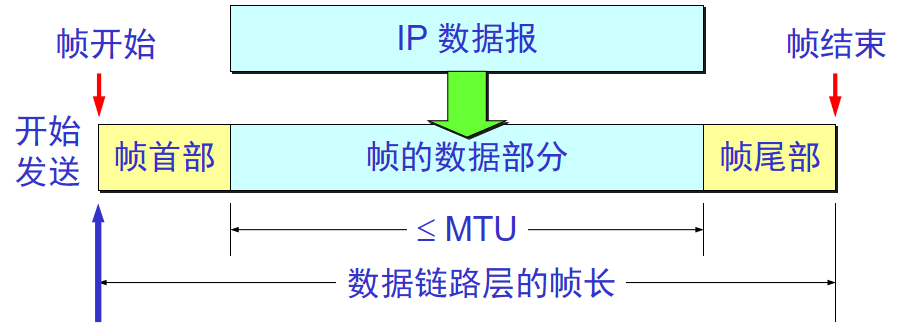 IP 数据报
帧开始
帧结束
开始
发送
帧首部
帧的数据部分
帧尾部
≤ MTU
数据链路层的帧长